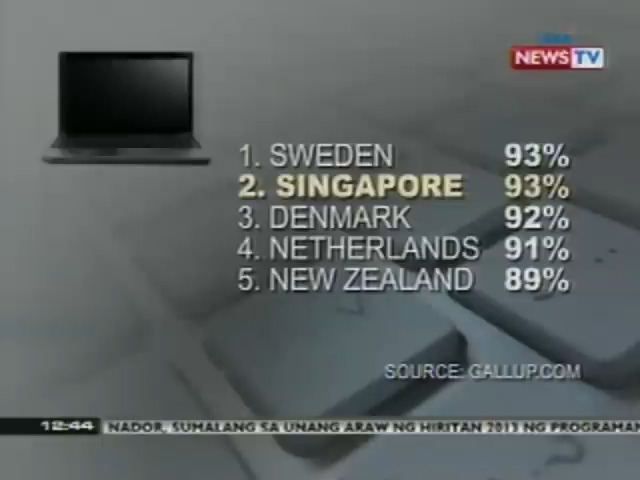 NEWS TV
1. SWEDEN 93%
2. SINGAPORE 93%
3. DENMARK 92%
4. NETHERLANDS 91%
5. NEW ZEALAND 89%
SOURCE: GALLUP.COM
12:44 NADOR, SUMALANG SA UNANG ARAW NG HIRITAN 2013 NG PROGRAMAN